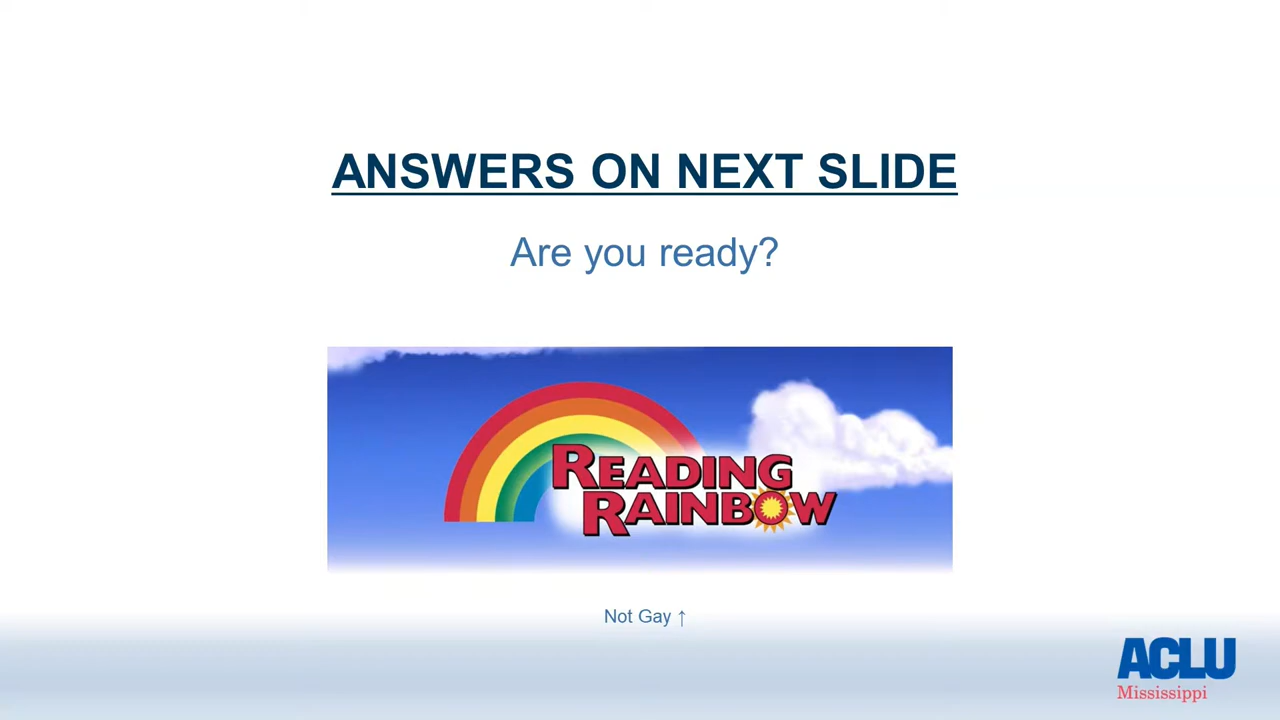 ANSWERS ON NEXT SLIDE
Are you ready?
READING
RAINBOW
Not Gay ↑
ACLU
Mississippi